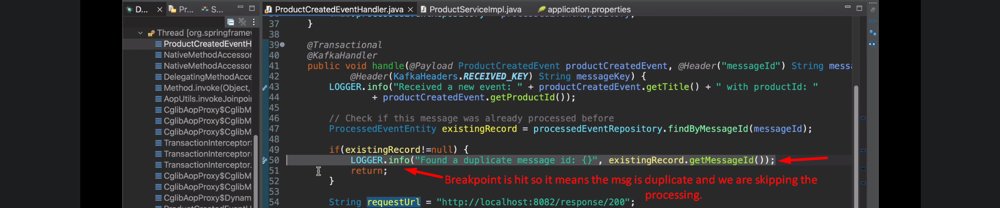 D...
Pr...
S...
ProductCreatedEventHandler.java
ProductServiceImpl.java
application.properties
Thread [org.springframew
ProductCreatedEventH
NativeMethodAccessor
NativeMethodAccessor
DelegatingMethodAcce
Method.invoke(Object,
AopUtils.invokeJoinpoin
CglibAopProxy$CglibM
CglibAopProxy$CglibM
CglibAopProxy$CglibM
TransactionInterceptor
TransactionInterceptor
TransactionInterceptor.
CglibAopProxy$CglibM
CglibAopProxy$CglibM
CglibAopProxy$Dynam
ProductCreatedEventH
37 }
38
39 @Transactional
40 @KafkaHandler
41 public void handle(@Payload ProductCreatedEvent productCreatedEvent, @Header("messageId") String messa
42 @Header(KafkaHeaders.RECEIVED_KEY) String messageKey) {
43 LOGGER.info("Received a new event: " + productCreatedEvent.getTitle() + " with productId: "
44 + productCreatedEvent.getProductId());
45
46 // Check if this message was already processed before
47 ProcessedEventEntity existingRecord = processedEventRepository.findByMessageId(messageId);
48
49 if(existingRecord!=null) {
50 LOGGER.info("Found a duplicate message id: {}", existingRecord.getMessageId());
51 return;
52 }
Breakpoint is hit so it means the msg is duplicate and we are skipping the
processing.
53
54 String requestUrl = "http://localhost:8082/response/200";